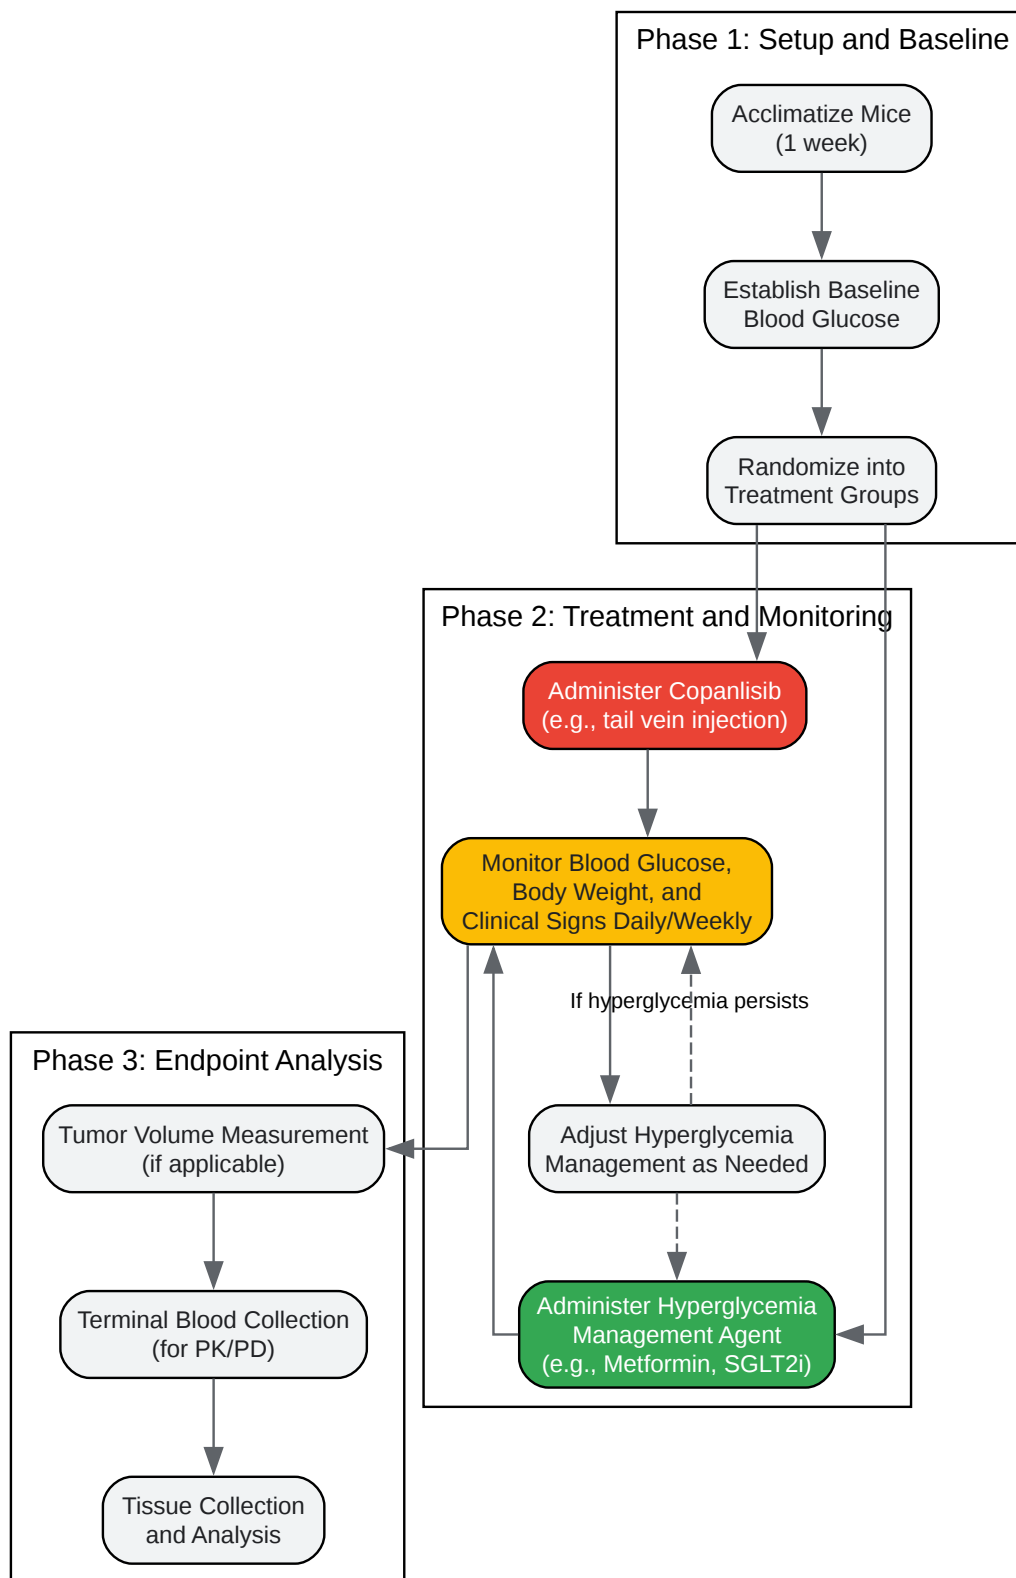 Phase 1: Setup and Baseline
Acclimatize Mice
(1 week)
Establish Baseline
Blood Glucose
Randomize into
Treatment Groups
Phase 2: Treatment and Monitoring
Administer Copanlisib
(e.g., tail vein injection)
Monitor Blood Glucose,
Body Weight, and
Clinical Signs Daily/Weekly
If hyperglycemia persists
Adjust Hyperglycemia
Management as Needed
Administer Hyperglycemia
Management Agent
(e.g., Metformin, SGLT2i)
Phase 3: Endpoint Analysis
Tumor Volume Measurement
(if applicable)
Terminal Blood Collection
(for PK/PD)
Tissue Collection
and Analysis